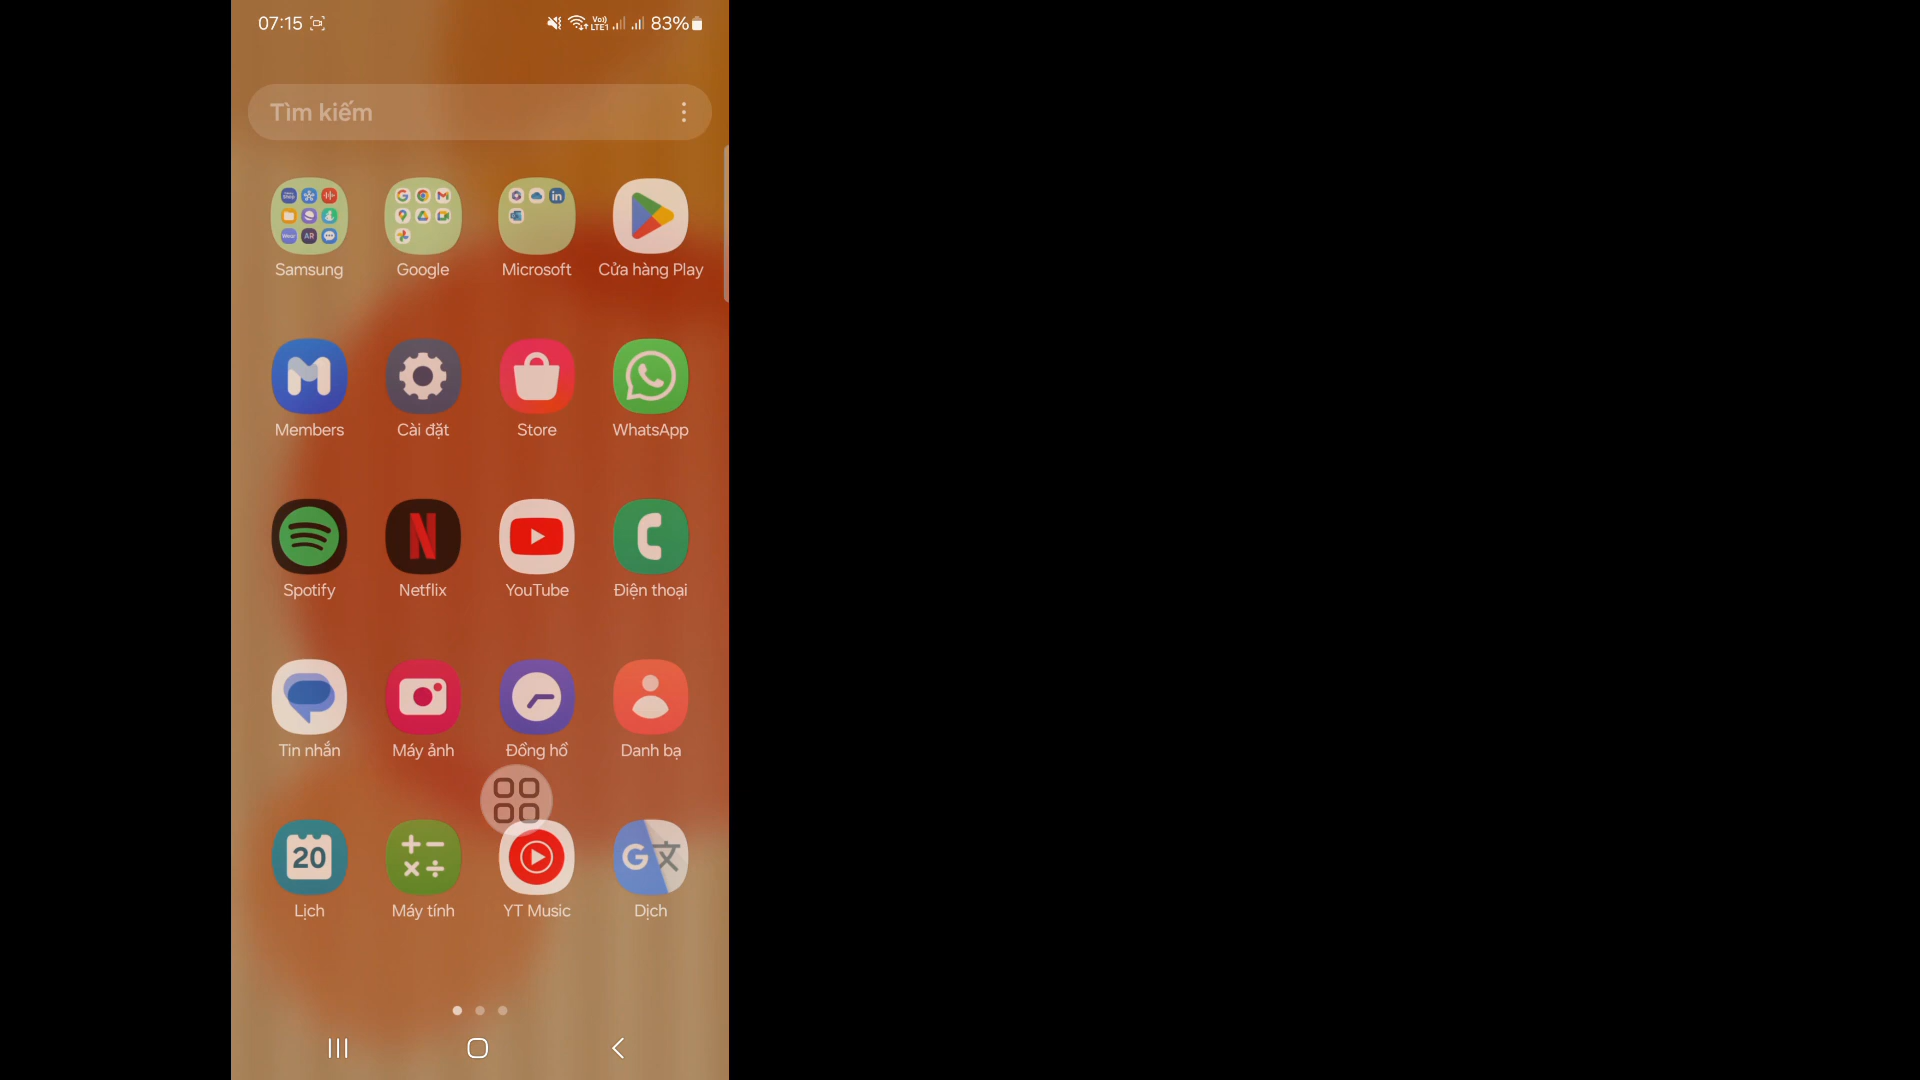 07:15 83%
Tìm kiếm
Samsung Google Microsoft Cửa hàng Play
Members Cài đặt Store WhatsApp
Spotify Netflix YouTube Điện thoại
Tin nhắn Máy ảnh Đồng hồ Danh bạ
20
Lịch Máy tính YT Music Dịch